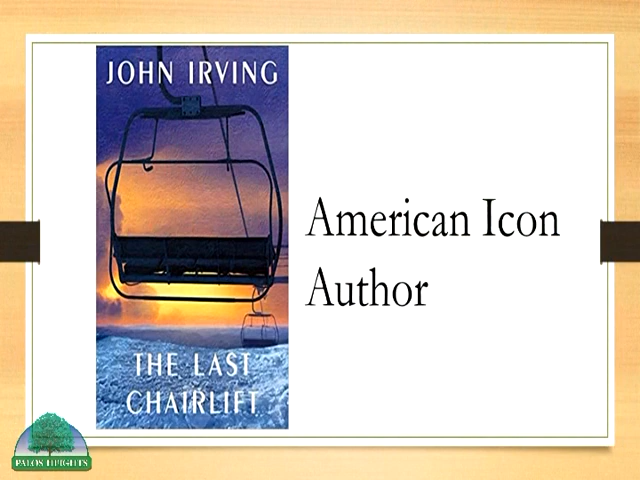 JOHN IRVING
THE LAST
CHAIRLIFT
American Icon
Author
PALOS HEIGHTS